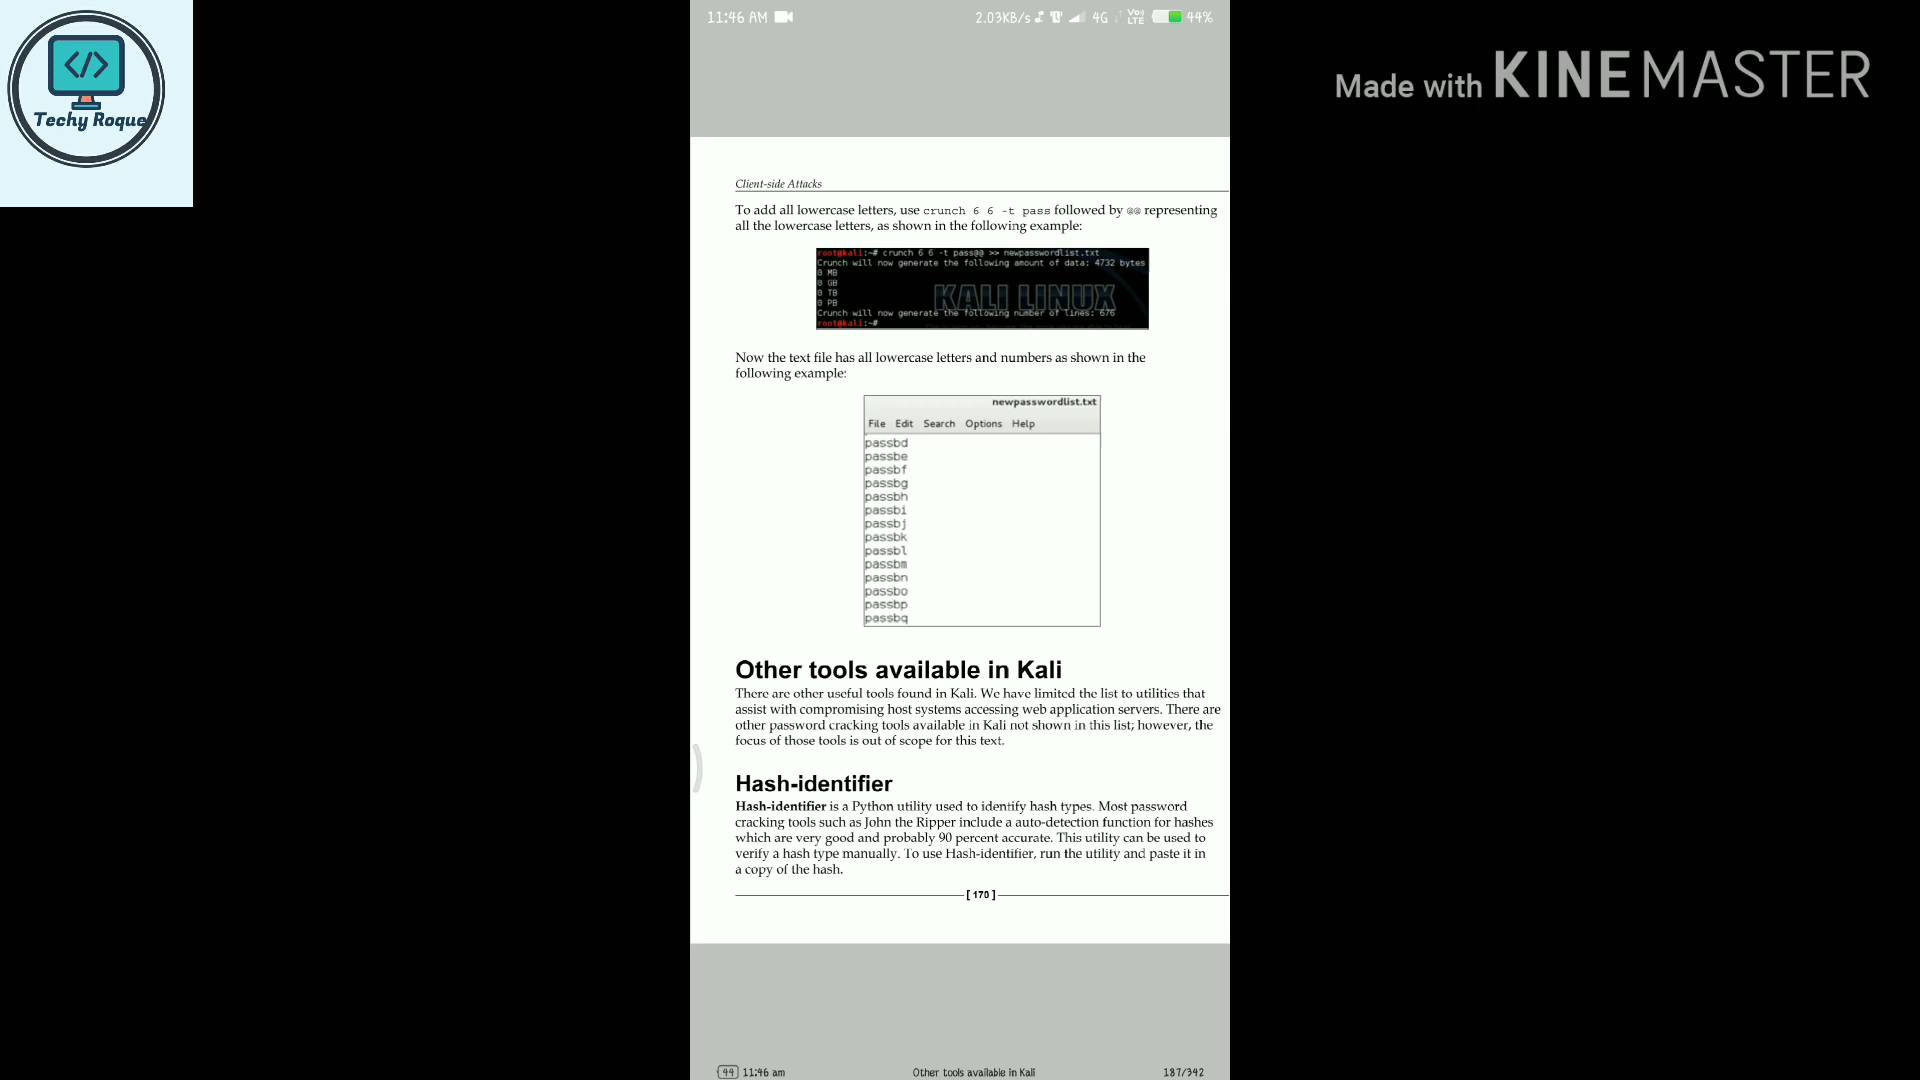 Techy Roque
Made with KINEMASTER
11:46 AM
2.03KB/s 4G Vo) LTE 44%
Client-side Attacks
To add all lowercase letters, use crunch 6 6 -t pass followed by @@ representing
all the lowercase letters, as shown in the following example:
root@kali:~# crunch 6 6 -t pass@@ >> newpasswordlist.txt
Crunch will now generate the following amount of data: 4732 bytes
0 MB
0 GB
0 TB
0 PB
KALI LINUX
Crunch will now generate the following number of lines: 676
root@kali:~#
Now the text file has all lowercase letters and numbers as shown in the
following example:
newpasswordlist.txt
File Edit Search Options Help
passbd
passbe
passbf
passbg
passbh
passbi
passbj
passbk
passbl
passbm
passbn
passbo
passbp
passbq
Other tools available in Kali
There are other useful tools found in Kali. We have limited the list to utilities that
assist with compromising host systems accessing web application servers. There are
other password cracking tools available in Kali not shown in this list; however, the
focus of those tools is out of scope for this text.
Hash-identifier
Hash-identifier is a Python utility used to identify hash types. Most password
cracking tools such as John the Ripper include a auto-detection function for hashes
which are very good and probably 90 percent accurate. This utility can be used to
verify a hash type manually. To use Hash-identifier, run the utility and paste it in
a copy of the hash.
[ 170 ]
44 11:46 am Other tools available in Kali 187/342